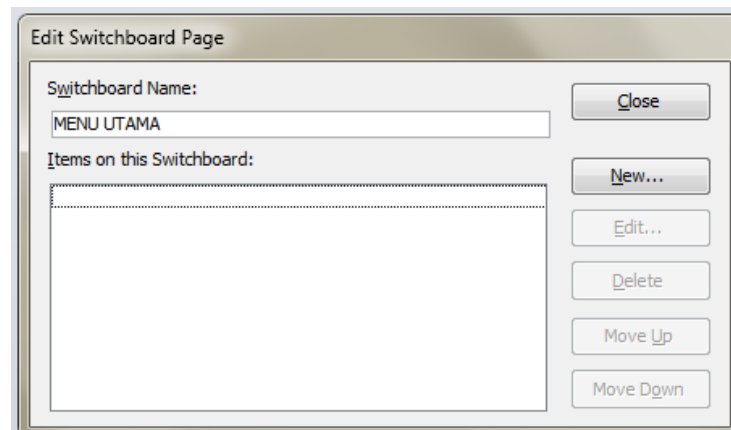 Edit Switchboard Page
Switchboard Name:
Close
MENU UTAMA
Items on this Switchboard:
New...
Edit...
Delete
Move Up
Move Down